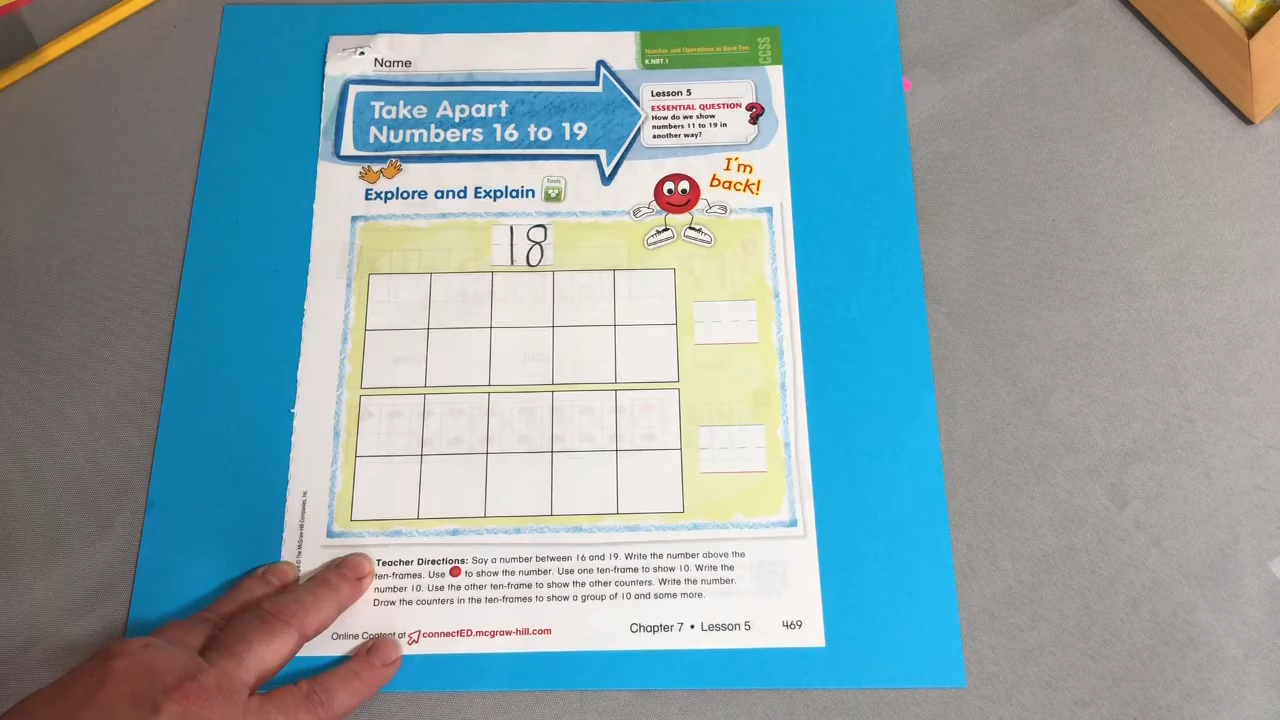 Name
Number and Operations in Base Ten
K.NBT.1
CCSS
Take Apart
Numbers 16 to 19
Lesson 5
ESSENTIAL QUESTION
How do we show
numbers 11 to 19 in
another way?
?
I'm
back!
Explore and Explain
Tools
18
Teacher Directions: Say a number between 16 and 19. Write the number above the
ten-frames. Use to show the number. Use one ten-frame to show 10. Write the
number 10. Use the other ten-frame to show the other counters. Write the number.
Draw the counters in the ten-frames to show a group of 10 and some more.
Online Content at connectED.mcgraw-hill.com
Chapter 7 • Lesson 5 469
The McGraw-Hill Companies, Inc.